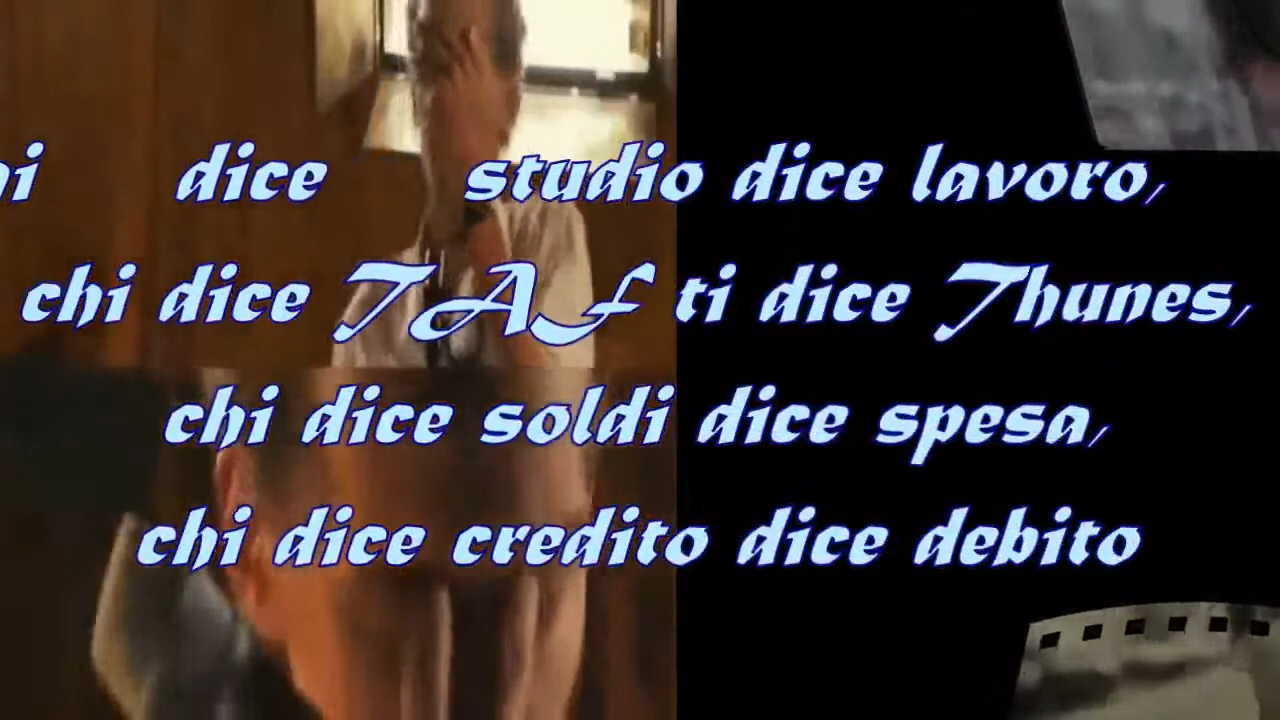 dice studio dice lavoro,
chi dice TAF ti dice Thunes,
chi dice soldi dice spesa,
chi dice credito dice debito